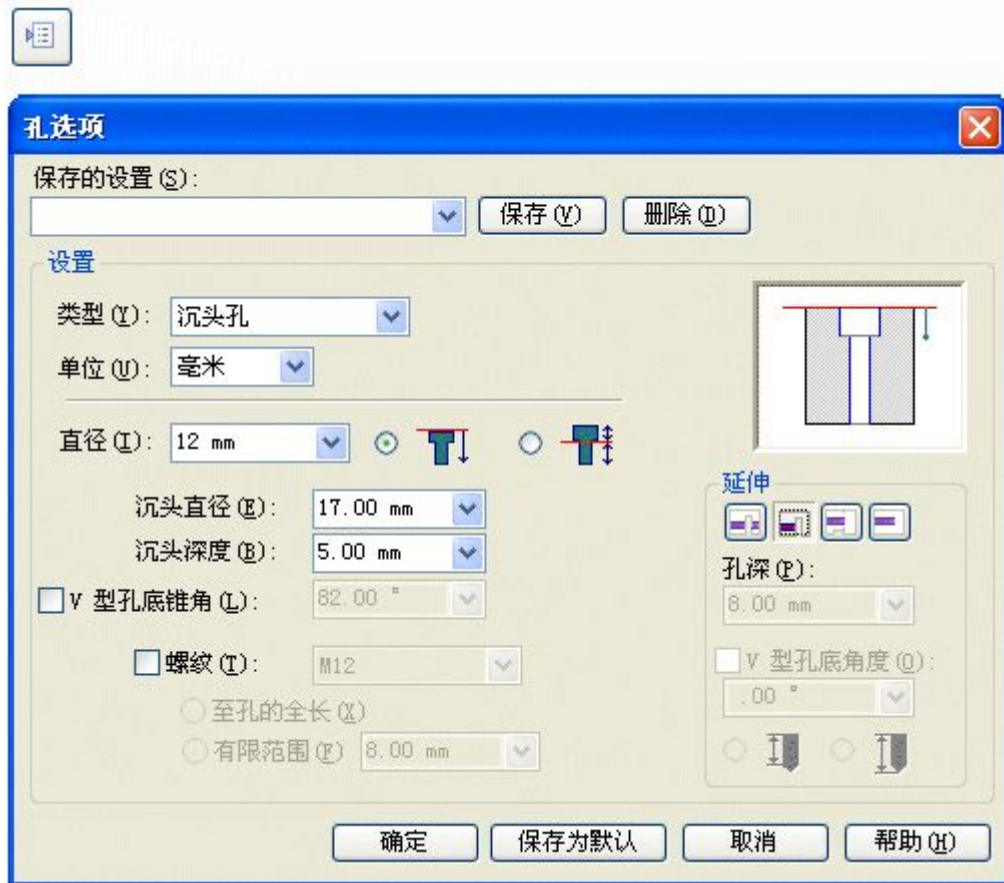 孔选项
保存的设置(S):
保存(V) 删除(D)
设置
类型(Y): 沉头孔
单位(U): 毫米
直径(I): 12 mm
沉头直径(E): 17.00 mm
沉头深度(B): 5.00 mm
V 型孔底锥角(L): 82.00 °
螺纹(T): M12
至孔的全长(X)
有限范围(F) 8.00 mm
延伸
孔深(P):
8.00 mm
V 型孔底角度(O):
.00 °
确定 保存为默认 取消 帮助(H)